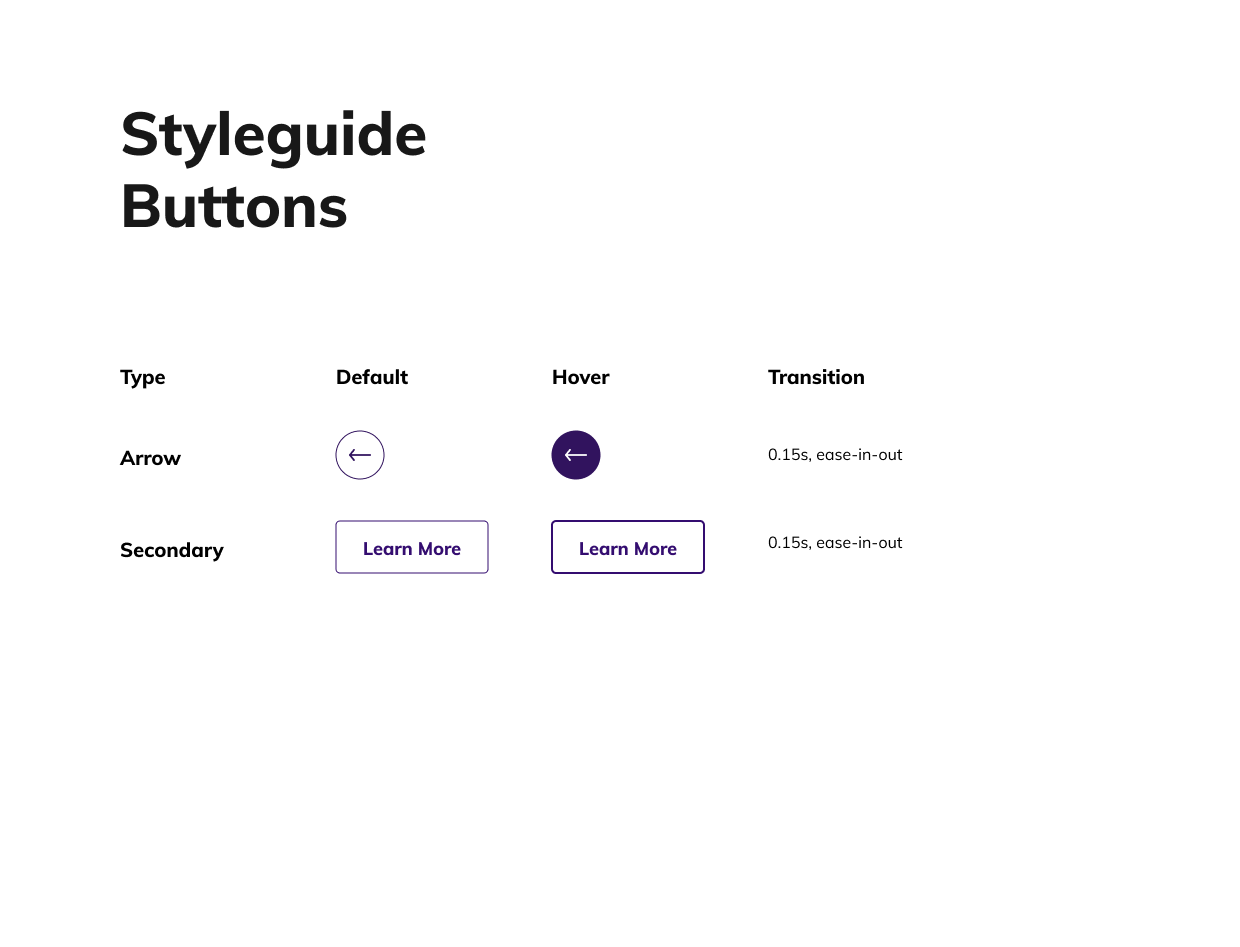 Styleguide
Buttons
Type Default Hover Transition
Arrow 0.15s, ease-in-out
Secondary Learn More Learn More 0.15s, ease-in-out